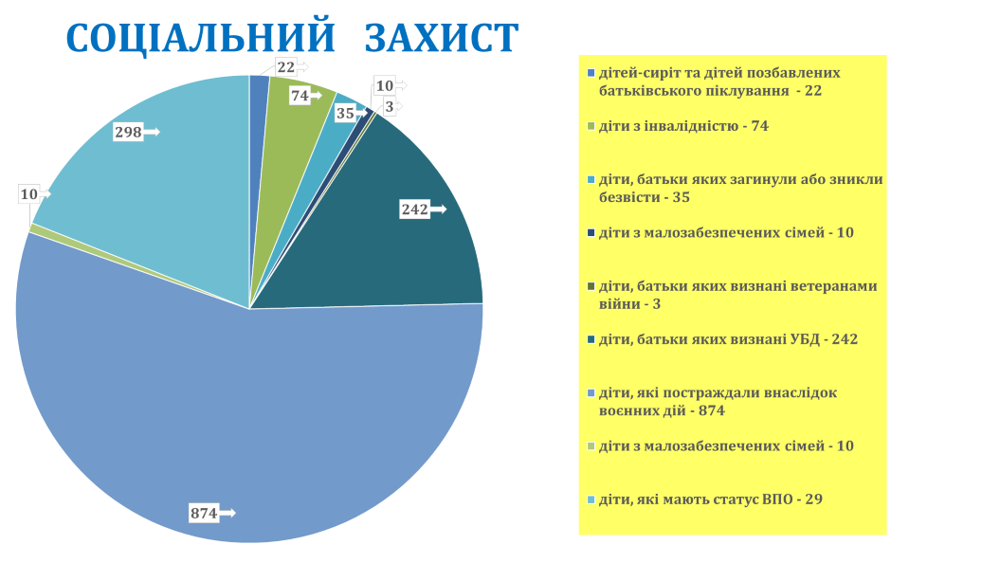 СОЦІАЛЬНИЙ ЗАХИСТ
22
74
35
10
3
298
10
242
874
дітей-сиріт та дітей позбавлених
батьківського піклування - 22
діти з інвалідністю - 74
діти, батьки яких загинули або зникли
безвісти - 35
діти з малозабезпечених сімей - 10
діти, батьки яких визнані ветеранами
війни - 3
діти, батьки яких визнані УБД - 242
діти, які постраждали внаслідок
воєнних дій - 874
діти з малозабезпечених сімей - 10
діти, які мають статус ВПО - 29